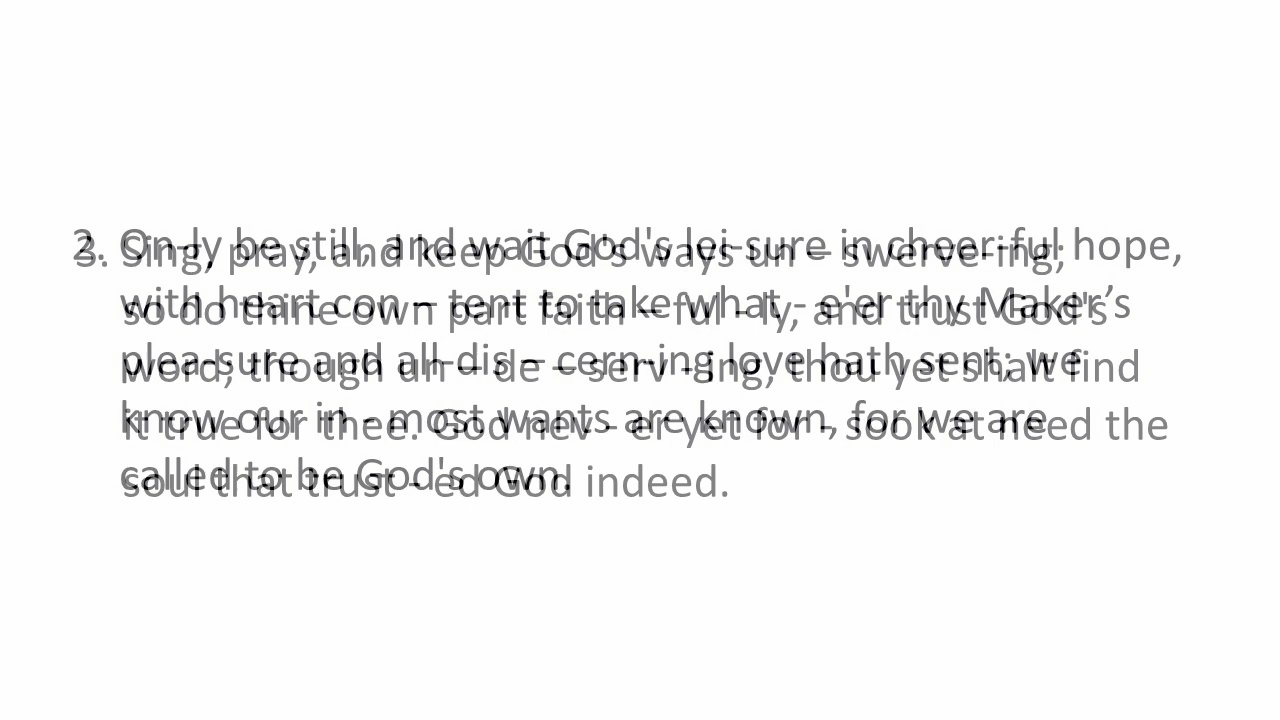 2. On-ly be still, and wait God's lei-sure in cheer-ful hope,
with heart con – tent to take what - e'er thy Maker’s
plea-sure and all-dis – cern-ing love hath sent; we
know our in - most wants are known, for we are
called to be God's own.
3. Sing, pray, and keep God's ways un – swerve-ing;
so do thine own part faith – ful - ly, and trust God's
word; though un – de – serv - ing, thou yet shalt find
it true for thee. God nev - er yet for - sook at need the
soul that trust - ed God indeed.